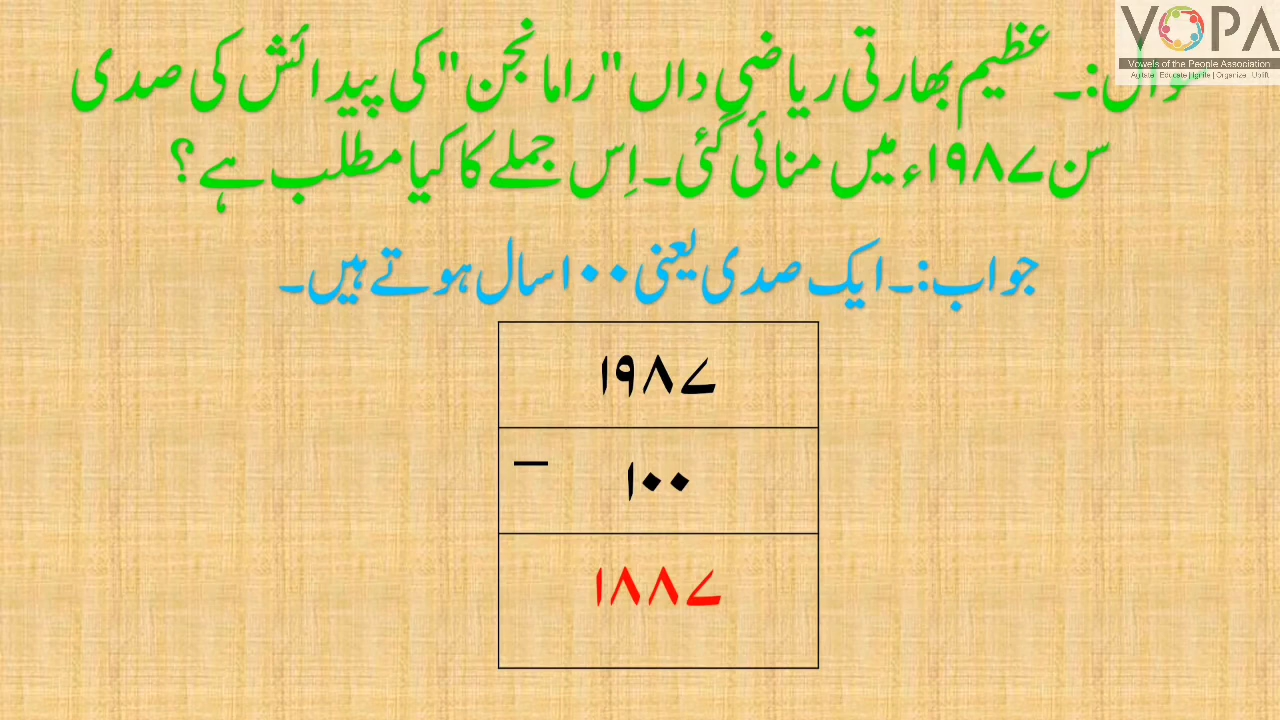 VOPA
Vowels of the People Association
Agitate | Educate | Ignite | Organize | Uplift
:۔ عظیم بھارتی ریاضی داں "رامانجن" کی پیدائش کی صدی
سن ۱۹۸۷ء میں منائی گئی۔ اِس جملے کا کیا مطلب ہے؟
جواب:۔ ایک صدی یعنی ۱۰۰ سال ہوتے ہیں۔
۱۹۸۷
− ۱۰۰
۱۸۸۷